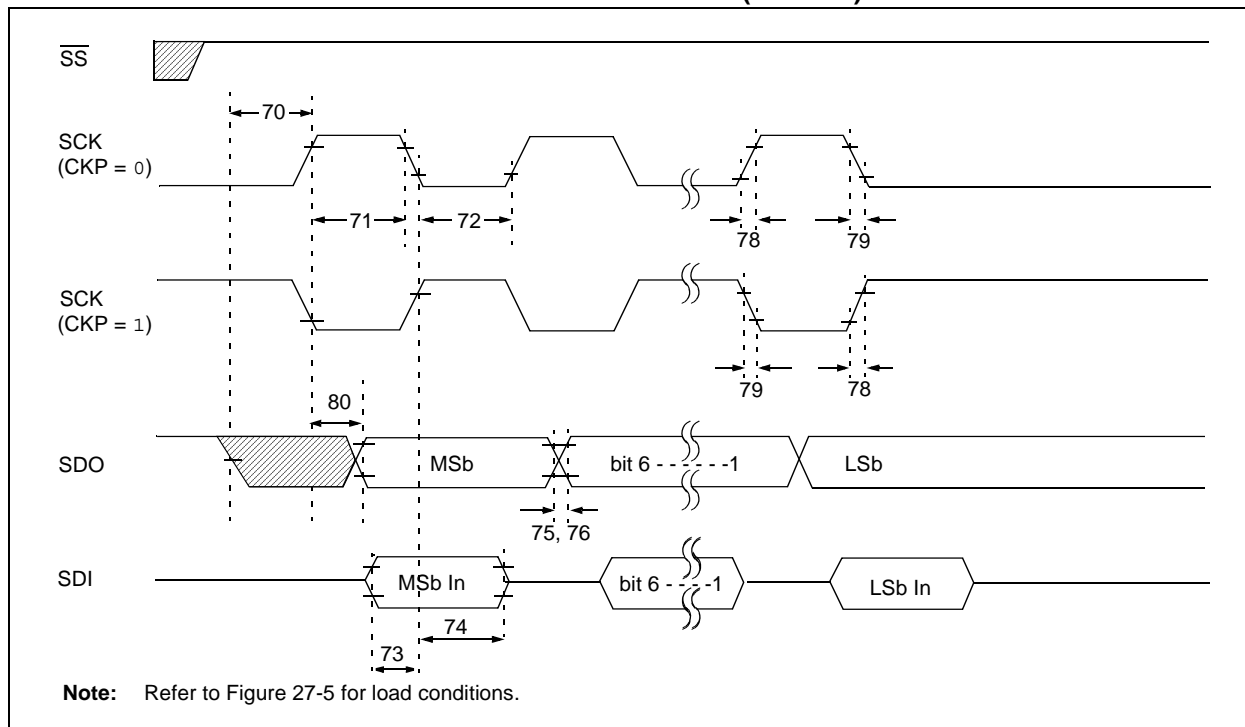 SS
70
SCK
(CKP = 0)
71
72
78
79
SCK
(CKP = 1)
79
78
80
SDO
MSb
bit 6 - - - - - -1
LSb
75, 76
SDI
MSb In
bit 6 - - - -1
LSb In
74
73
Note: Refer to Figure 27-5 for load conditions.